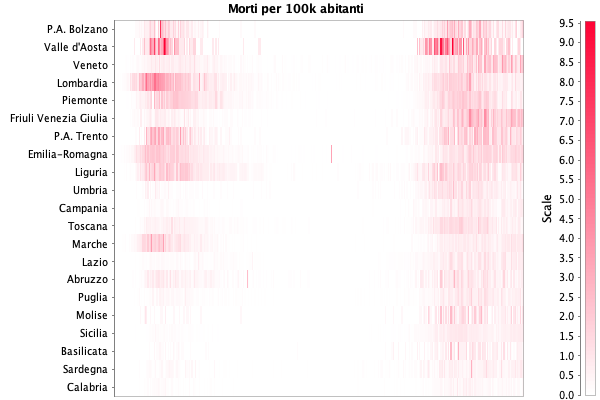 Morti per 100k abitanti
P.A. Bolzano
Valle d'Aosta
Veneto
Lombardia
Piemonte
Friuli Venezia Giulia
P.A. Trento
Emilia-Romagna
Liguria
Umbria
Campania
Toscana
Marche
Lazio
Abruzzo
Puglia
Molise
Sicilia
Basilicata
Sardegna
Calabria
Scale
9.5
9.0
8.5
8.0
7.5
7.0
6.5
6.0
5.5
5.0
4.5
4.0
3.5
3.0
2.5
2.0
1.5
1.0
0.5
0.0